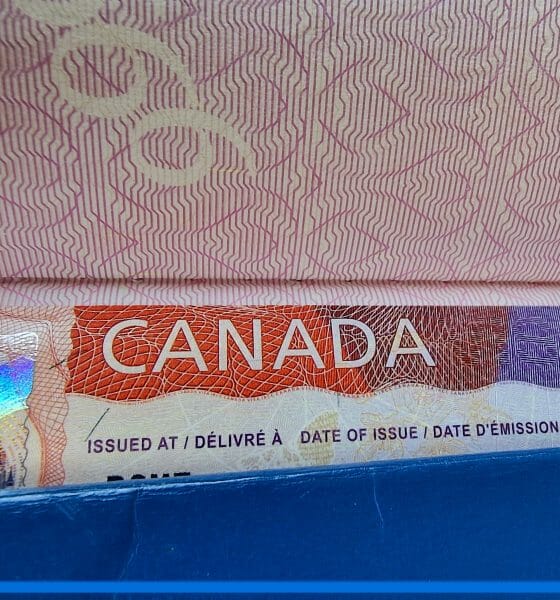 CANADA
ISSUED AT / DÉLIVRÉ À DATE OF ISSUE / DATE D'ÉMISSION